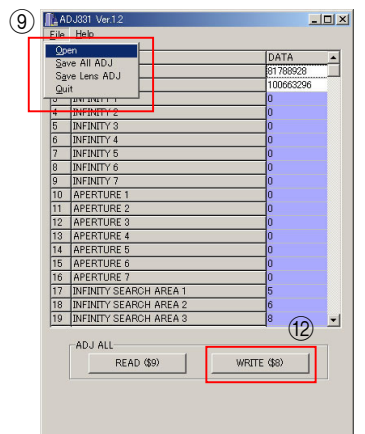 ⑨
ADJ331 Ver.1.2
File Help
Open
Save All ADJ
Save Lens ADJ
Quit
DATA
81788928
100663296
3 INFINITY 1 0
4 INFINITY 2 0
5 INFINITY 3 0
6 INFINITY 4 0
7 INFINITY 5 0
8 INFINITY 6 0
9 INFINITY 7 0
10 APERTURE 1 0
11 APERTURE 2 0
12 APERTURE 3 0
13 APERTURE 4 0
14 APERTURE 5 0
15 APERTURE 6 0
16 APERTURE 7 0
17 INFINITY SEARCH AREA 1 5
18 INFINITY SEARCH AREA 2 6
19 INFINITY SEARCH AREA 3 8
⑫
ADJ ALL
READ ($9) WRITE ($8)